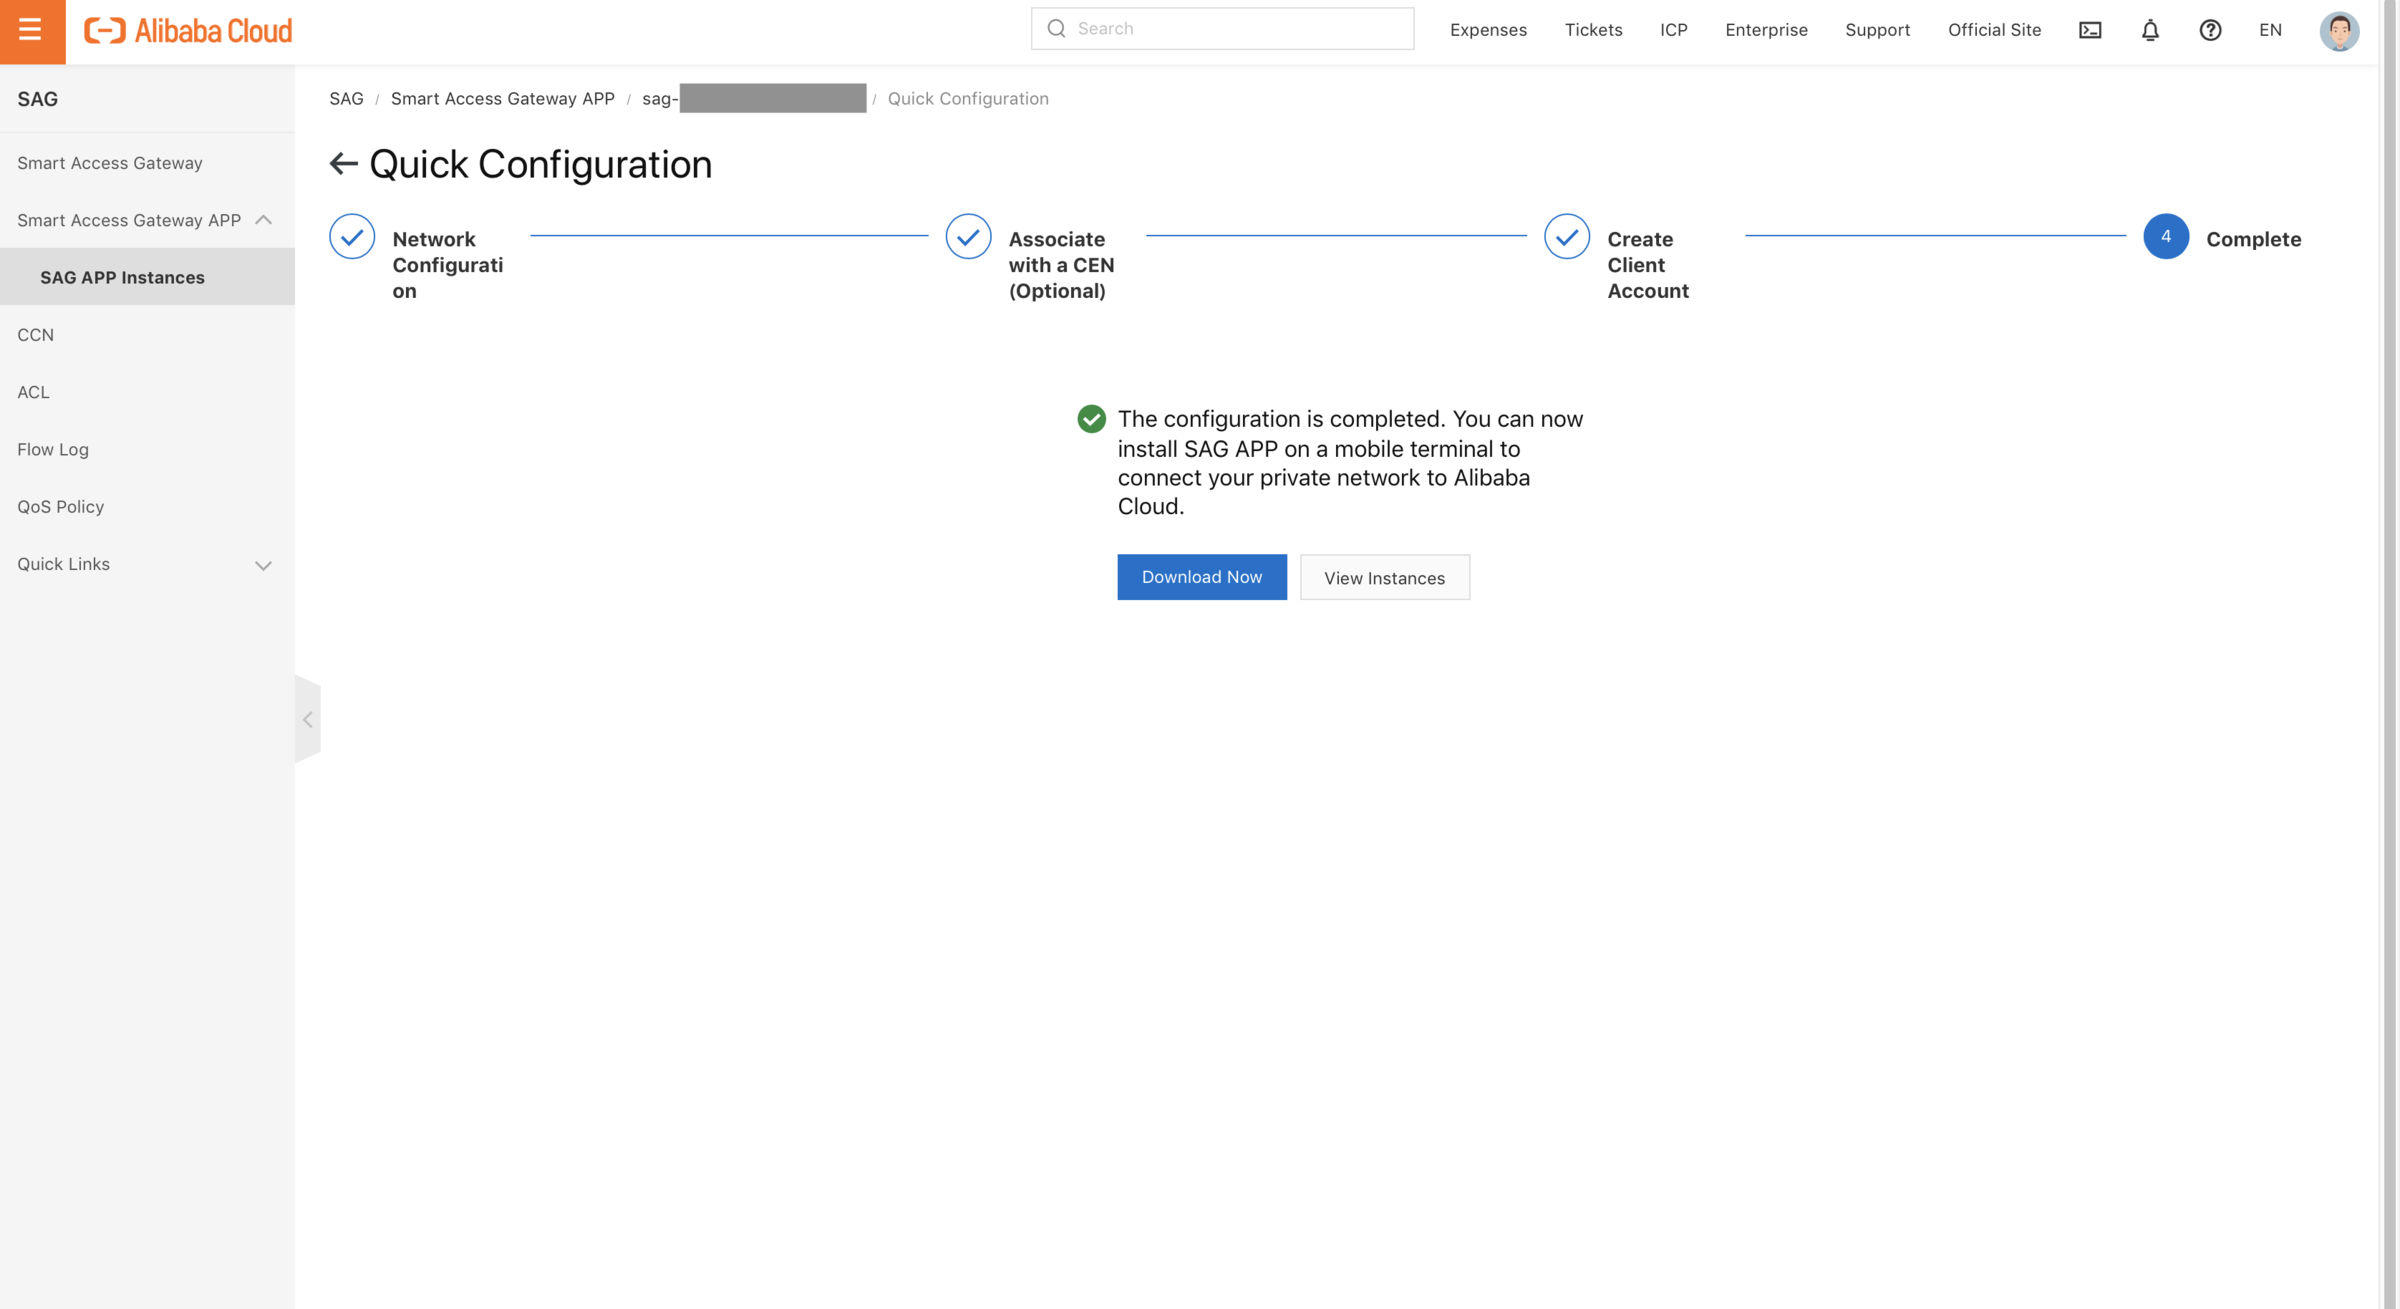 Alibaba Cloud
Search
Expenses
Tickets
ICP
Enterprise
Support
Official Site
EN
SAG
Smart Access Gateway
Smart Access Gateway APP
SAG APP Instances
CCN
ACL
Flow Log
QoS Policy
Quick Links
SAG / Smart Access Gateway APP / sag- / Quick Configuration
Quick Configuration
Network
Configurati
on
Associate
with a CEN
(Optional)
Create
Client
Account
4
Complete
The configuration is completed. You can now
install SAG APP on a mobile terminal to
connect your private network to Alibaba
Cloud.
Download Now
View Instances